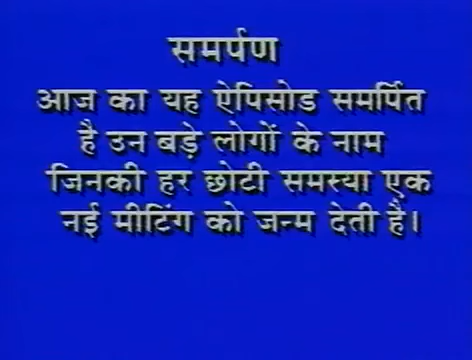 समर्पण
आज का यह ऐपिसोड समर्पित
है उन बड़े लोगों के नाम
जिनकी हर छोटी समस्या एक
नई मीटिंग को जन्म देती है।